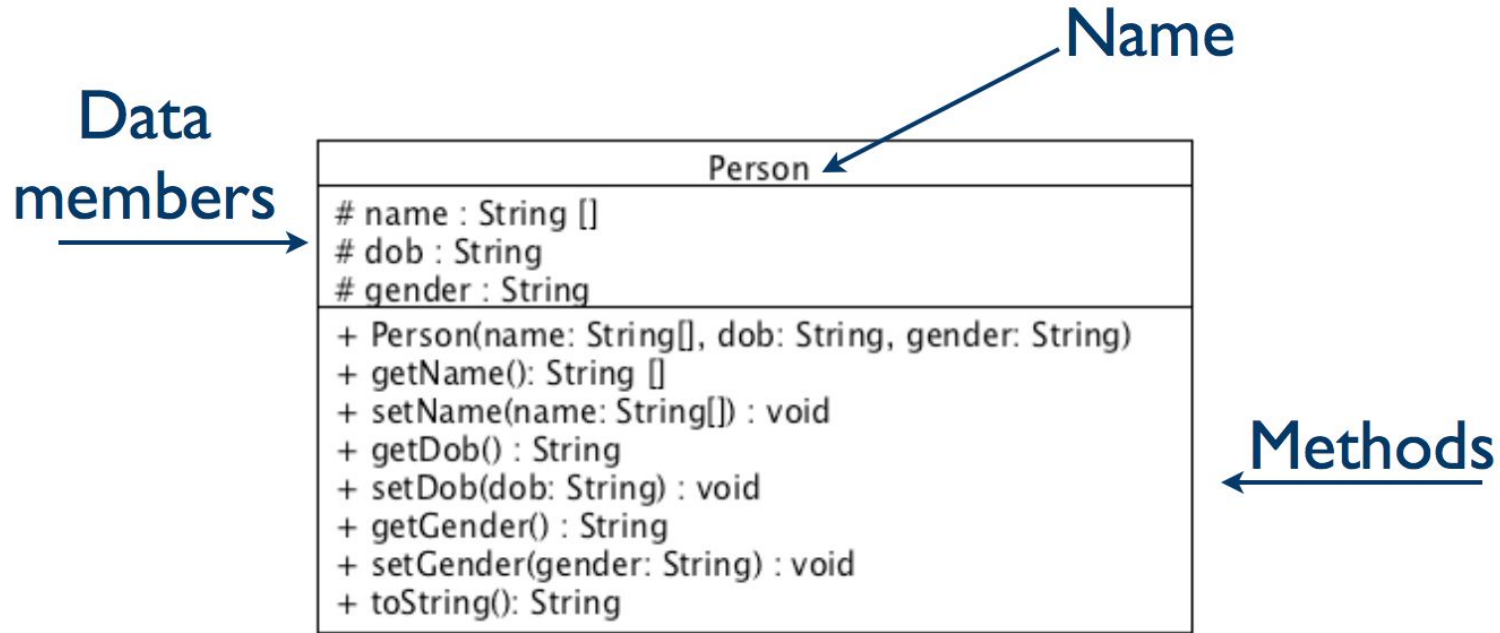 Name
Data
members
Person
# name : String []
# dob : String
# gender : String
+ Person(name: String[], dob: String, gender: String)
+ getName(): String []
+ setName(name: String[]) : void
+ getDob() : String
+ setDob(dob: String) : void
+ getGender() : String
+ setGender(gender: String) : void
+ toString(): String
Methods